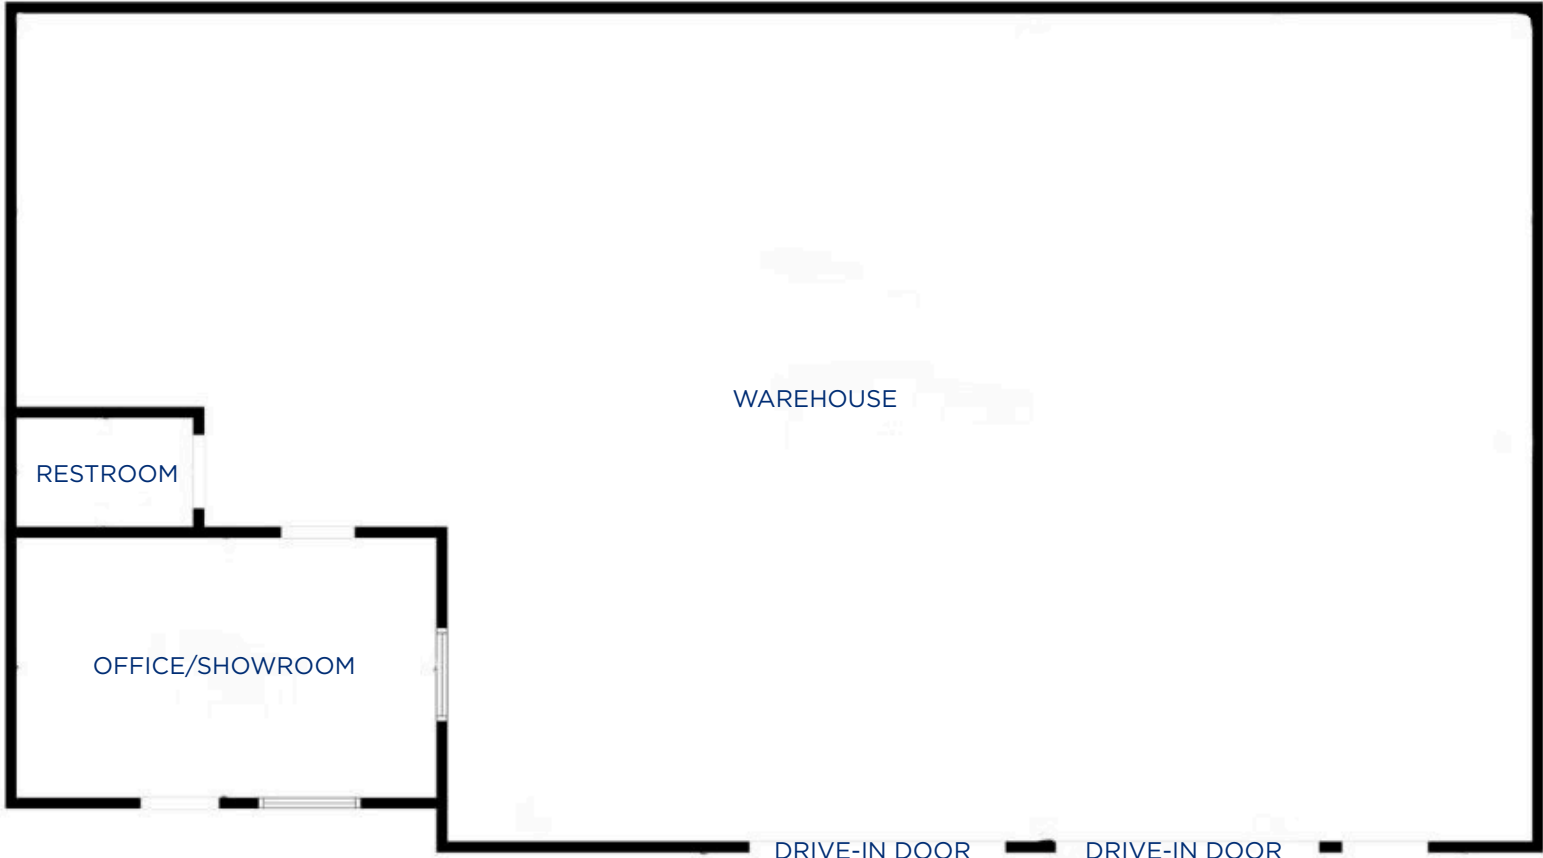 WAREHOUSE
RESTROOM
OFFICE/SHOWROOM
DRIVE-IN DOOR
DRIVE-IN DOOR